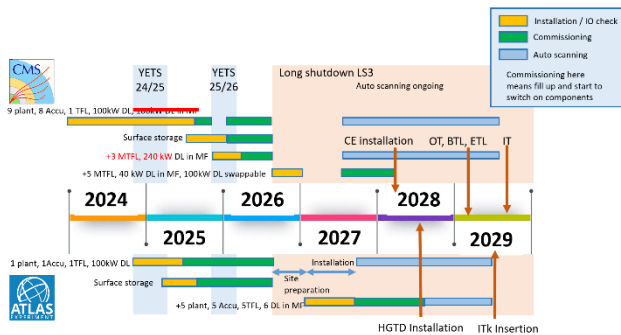 Installation / IO check
Commissioning
Auto scanning
Commissioning here
means fill up and start to
switch on components
YETS
24/25
YETS
25/26
Long shutdown LS3
Auto scanning ongoing
CMS
9 plant, 8 Accu, 1 TFL, 100kW DL,
Surface storage
+3 MTFL, 240 kW DL in MF
+5 MTFL, 40 kW DL in MF, 100kW DL swappable
CE installation
OT, BTL, ETL
IT
2024
2025
2026
2027
2028
2029
1 plant, 1Accu, 1TFL, 100kW DL
Surface storage
+5 plant, 5 Accu, 5TFL, 6 DL in MF
Installation
Site
preparation
HGTD Installation
ITk Insertion
ATLAS
EXPERIMENT